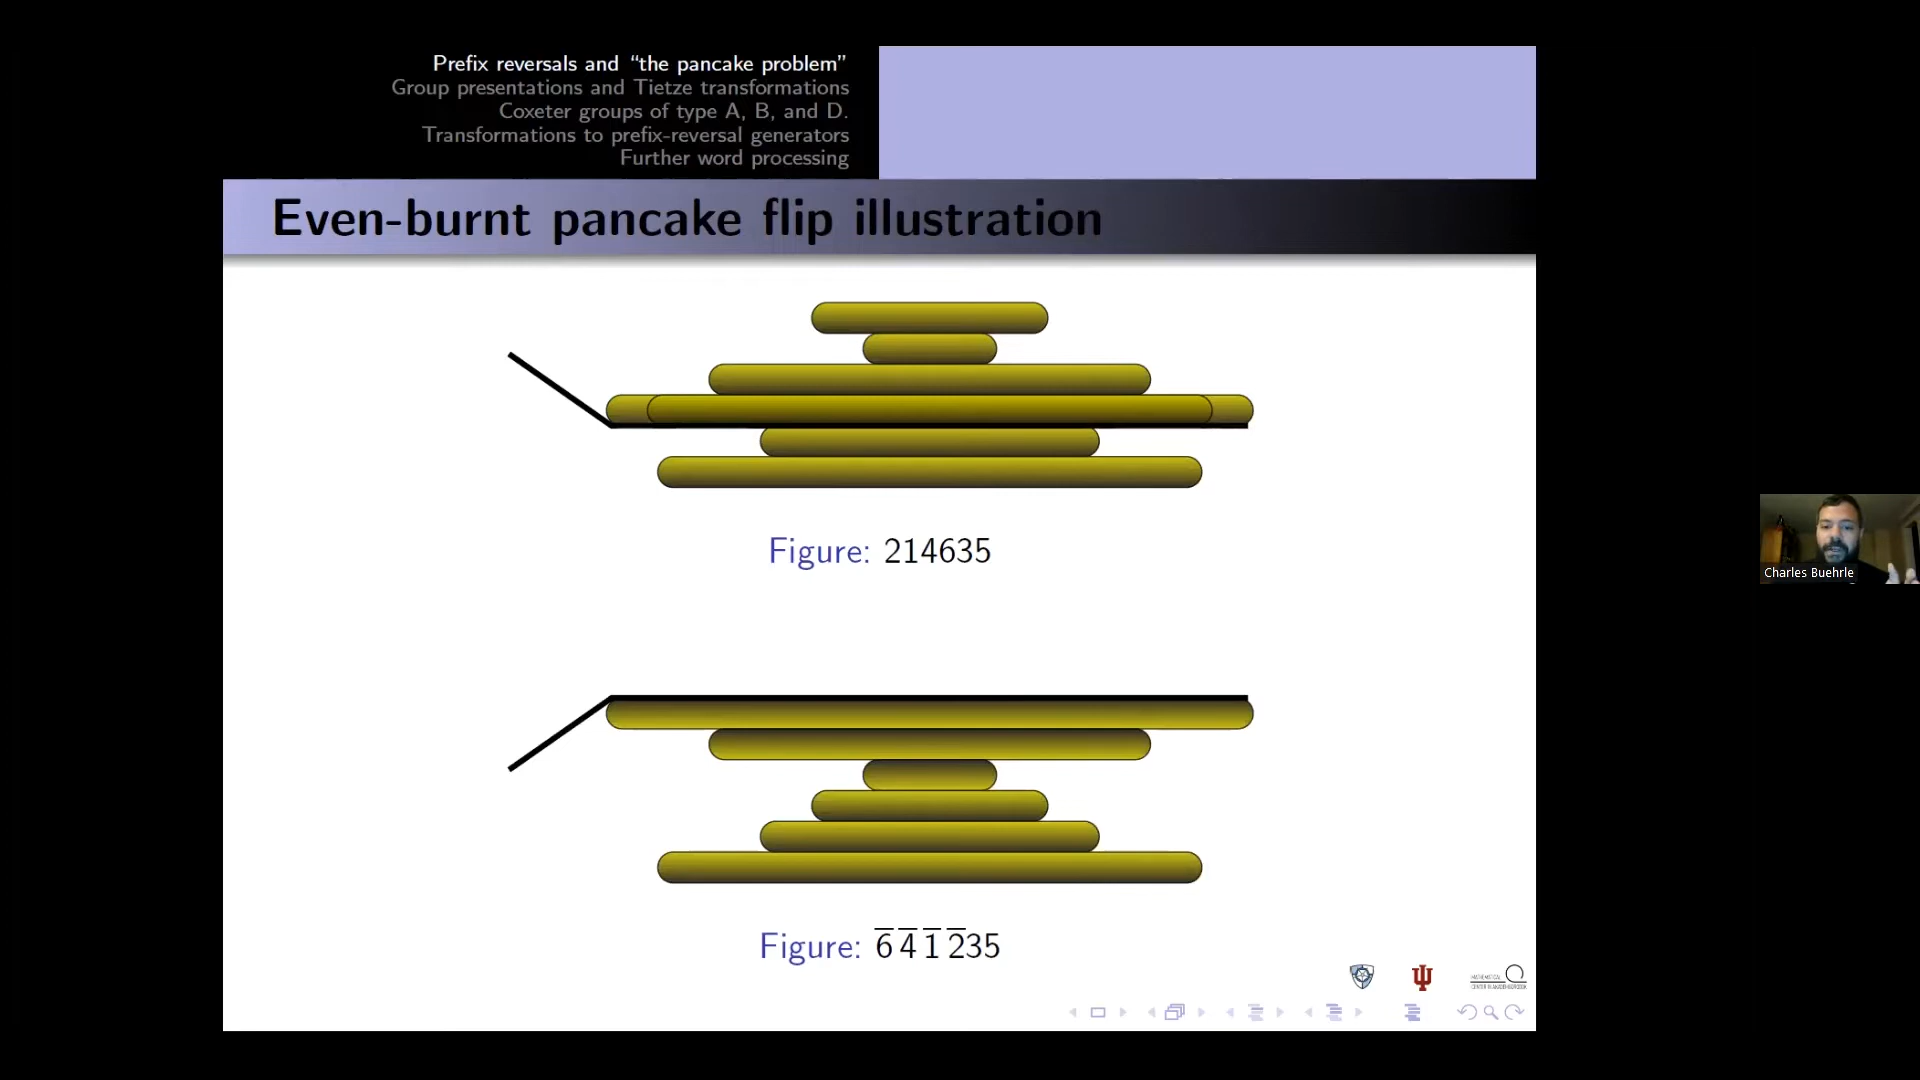 Prefix reversals and “the pancake problem”
Group presentations and Tietze transformations
Coxeter groups of type A, B, and D.
Transformations to prefix-reversal generators
Further word processing
Even-burnt pancake flip illustration
Figure: 214635
Figure: 6̅ 4̅ 1̅ 2̅35
Charles Buehrle